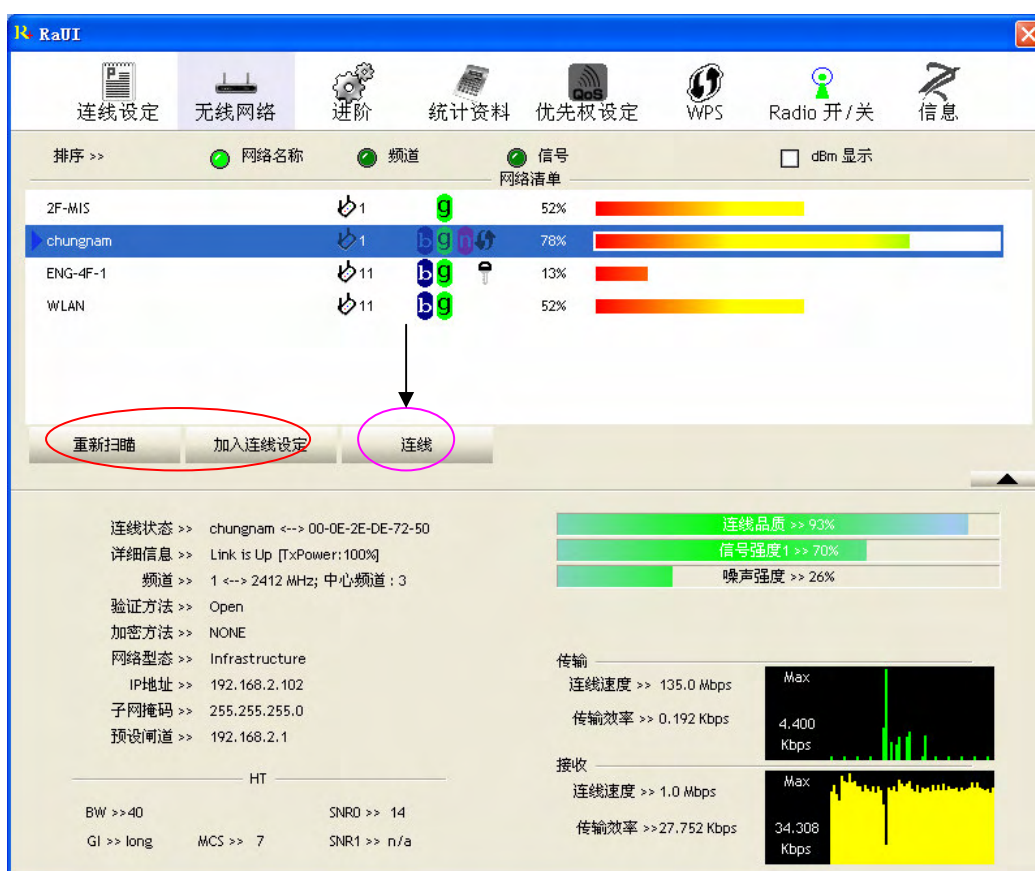 RaUI
连线设定 无线网络 进阶 统计资料 QoS 优先权设定 WPS Radio 开/关 信息
排序 >> 网络名称 频道 信号 dBm 显示
网络清单
2F-MIS 1 g 52%
chungnam 1 b g n 78%
ENG-4F-1 11 b g 13%
WLAN 11 b g 52%
重新扫瞄 加入连线设定 连线
连线状态 >> chungnam <--> 00-0E-2E-DE-72-50
详细信息 >> Link is Up [TxPower:100%]
频道 >> 1 <--> 2412 MHz; 中心频道 : 3
验证方法 >> Open
加密方法 >> NONE
网络型态 >> Infrastructure
IP地址 >> 192.168.2.102
子网掩码 >> 255.255.255.0
预设闸道 >> 192.168.2.1
HT
BW >>40 SNR0 >> 14
GI >> long MCS >> 7 SNR1 >> n/a
连线品质 >> 93%
信号强度1 >> 70%
噪声强度 >> 26%
传输
连线速度 >> 135.0 Mbps
传输效率 >> 0.192 Kbps
Max
4.400
Kbps
接收
连线速度 >> 1.0 Mbps
传输效率 >>27.752 Kbps
Max
34.308
Kbps